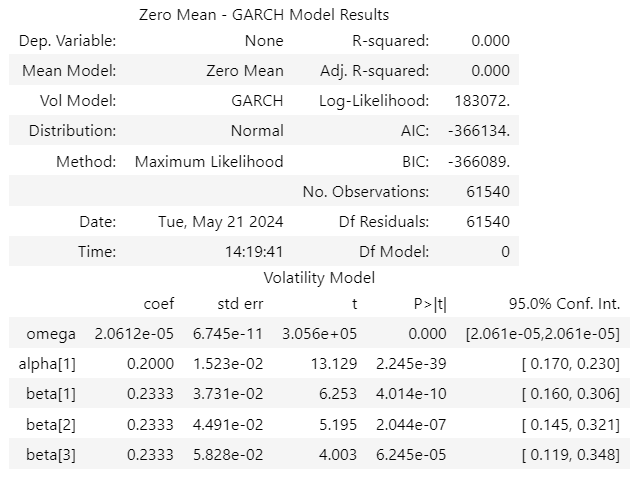 Zero Mean - GARCH Model Results
Dep. Variable: None R-squared: 0.000
Mean Model: Zero Mean Adj. R-squared: 0.000
Vol Model: GARCH Log-Likelihood: 183072.
Distribution: Normal AIC: -366134.
Method: Maximum Likelihood BIC: -366089.
No. Observations: 61540
Date: Tue, May 21 2024 Df Residuals: 61540
Time: 14:19:41 Df Model: 0
Volatility Model
coef std err t P>|t| 95.0% Conf. Int.
omega 2.0612e-05 6.745e-11 3.056e+05 0.000 [2.061e-05,2.061e-05]
alpha[1] 0.2000 1.523e-02 13.129 2.245e-39 [ 0.170, 0.230]
beta[1] 0.2333 3.731e-02 6.253 4.014e-10 [ 0.160, 0.306]
beta[2] 0.2333 4.491e-02 5.195 2.044e-07 [ 0.145, 0.321]
beta[3] 0.2333 5.828e-02 4.003 6.245e-05 [ 0.119, 0.348]